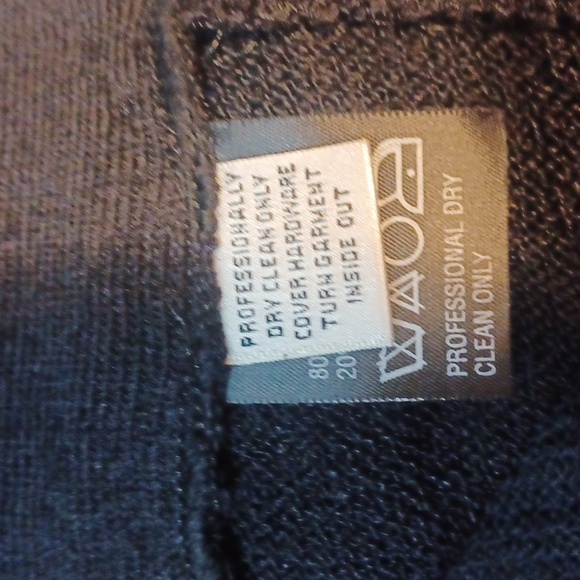 PROFESSIONALLY
DRY CLEAN ONLY
COVER HARDWARE
TURN GARMENT
INSIDE OUT
80
20
PROFESSIONAL DRY
CLEAN ONLY